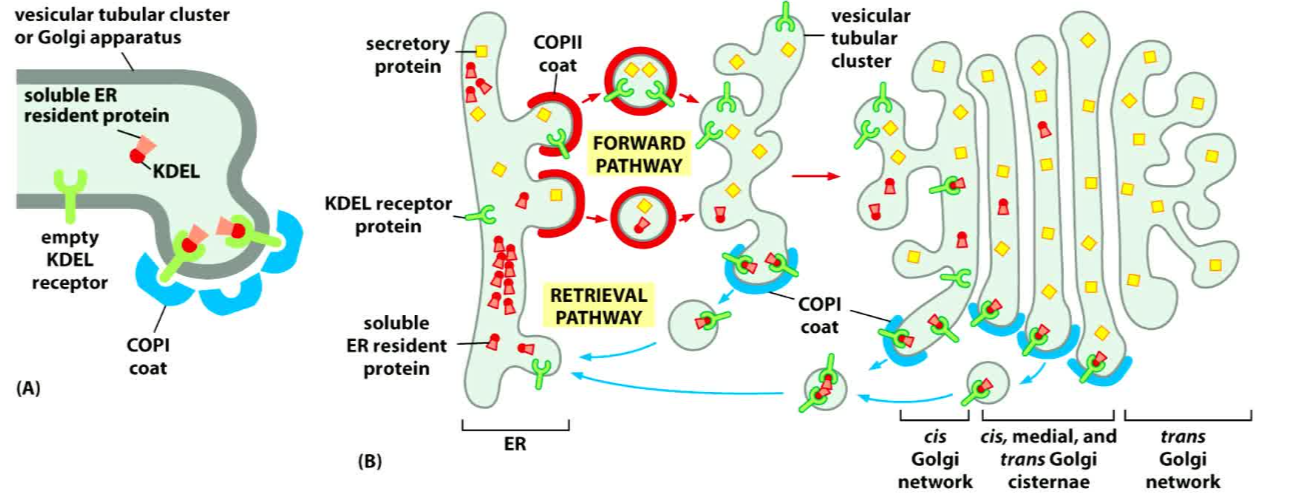 vesicular tubular cluster
or Golgi apparatus
soluble ER
resident protein
KDEL
empty
KDEL
receptor
COPI
coat
(A)
secretory
protein
COPII
coat
vesicular
tubular
cluster
FORWARD
PATHWAY
KDEL receptor
protein
RETRIEVAL
PATHWAY
COPI
coat
soluble
ER resident
protein
ER
(B)
cis
Golgi
network
cis, medial, and
trans Golgi
cisternae
trans
Golgi
network